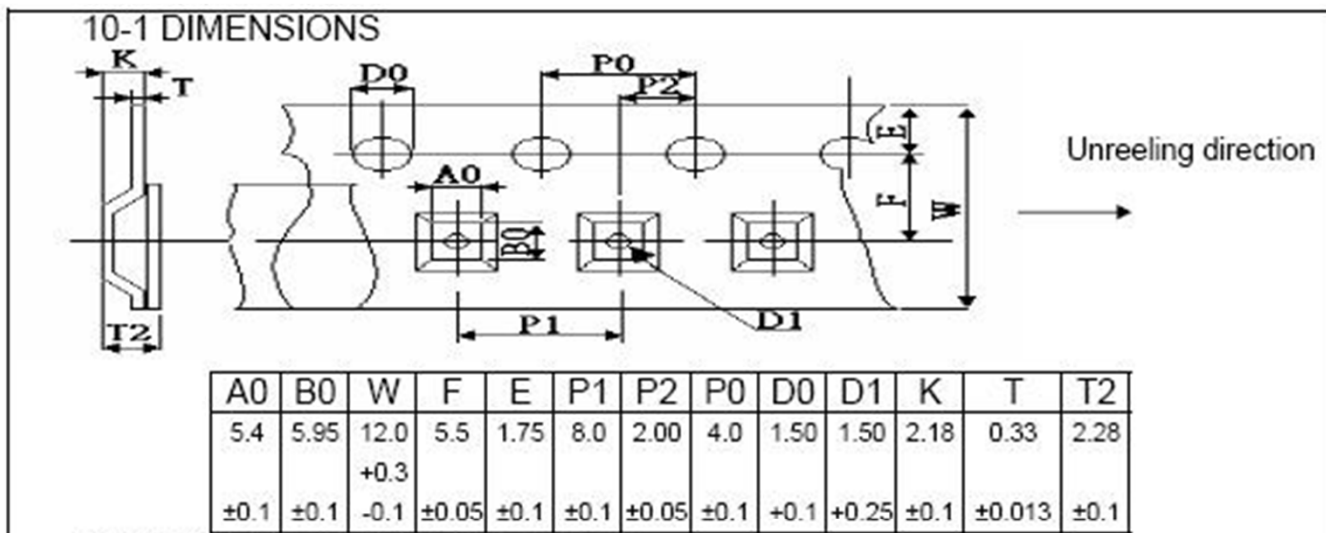 10-1 DIMENSIONS
K
T
D0
P0
P2
E
Unreeling direction
A0
F
W
B0
T2
P1
D1
A0 B0 W F E P1 P2 P0 D0 D1 K T T2
5.4 5.95 12.0 5.5 1.75 8.0 2.00 4.0 1.50 1.50 2.18 0.33 2.28
+0.3
±0.1 ±0.1 -0.1 ±0.05 ±0.1 ±0.1 ±0.05 ±0.1 +0.1 +0.25 ±0.1 ±0.013 ±0.1